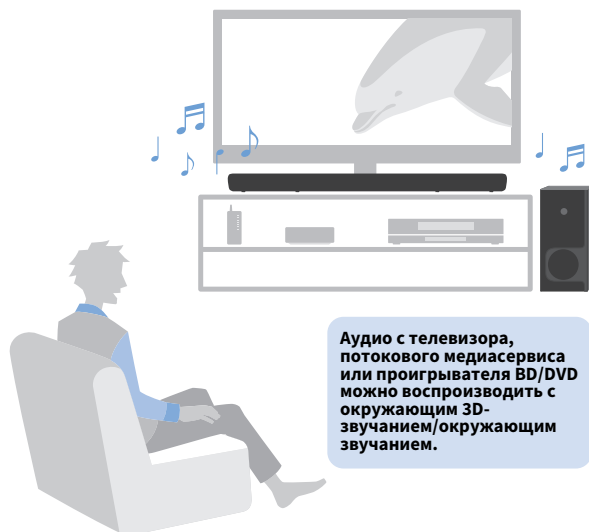 Аудио с телевизора,
потокового медиасервиса
или проигрывателя BD/DVD
можно воспроизводить с
окружающим 3D-
звучанием/окружающим
звучанием.